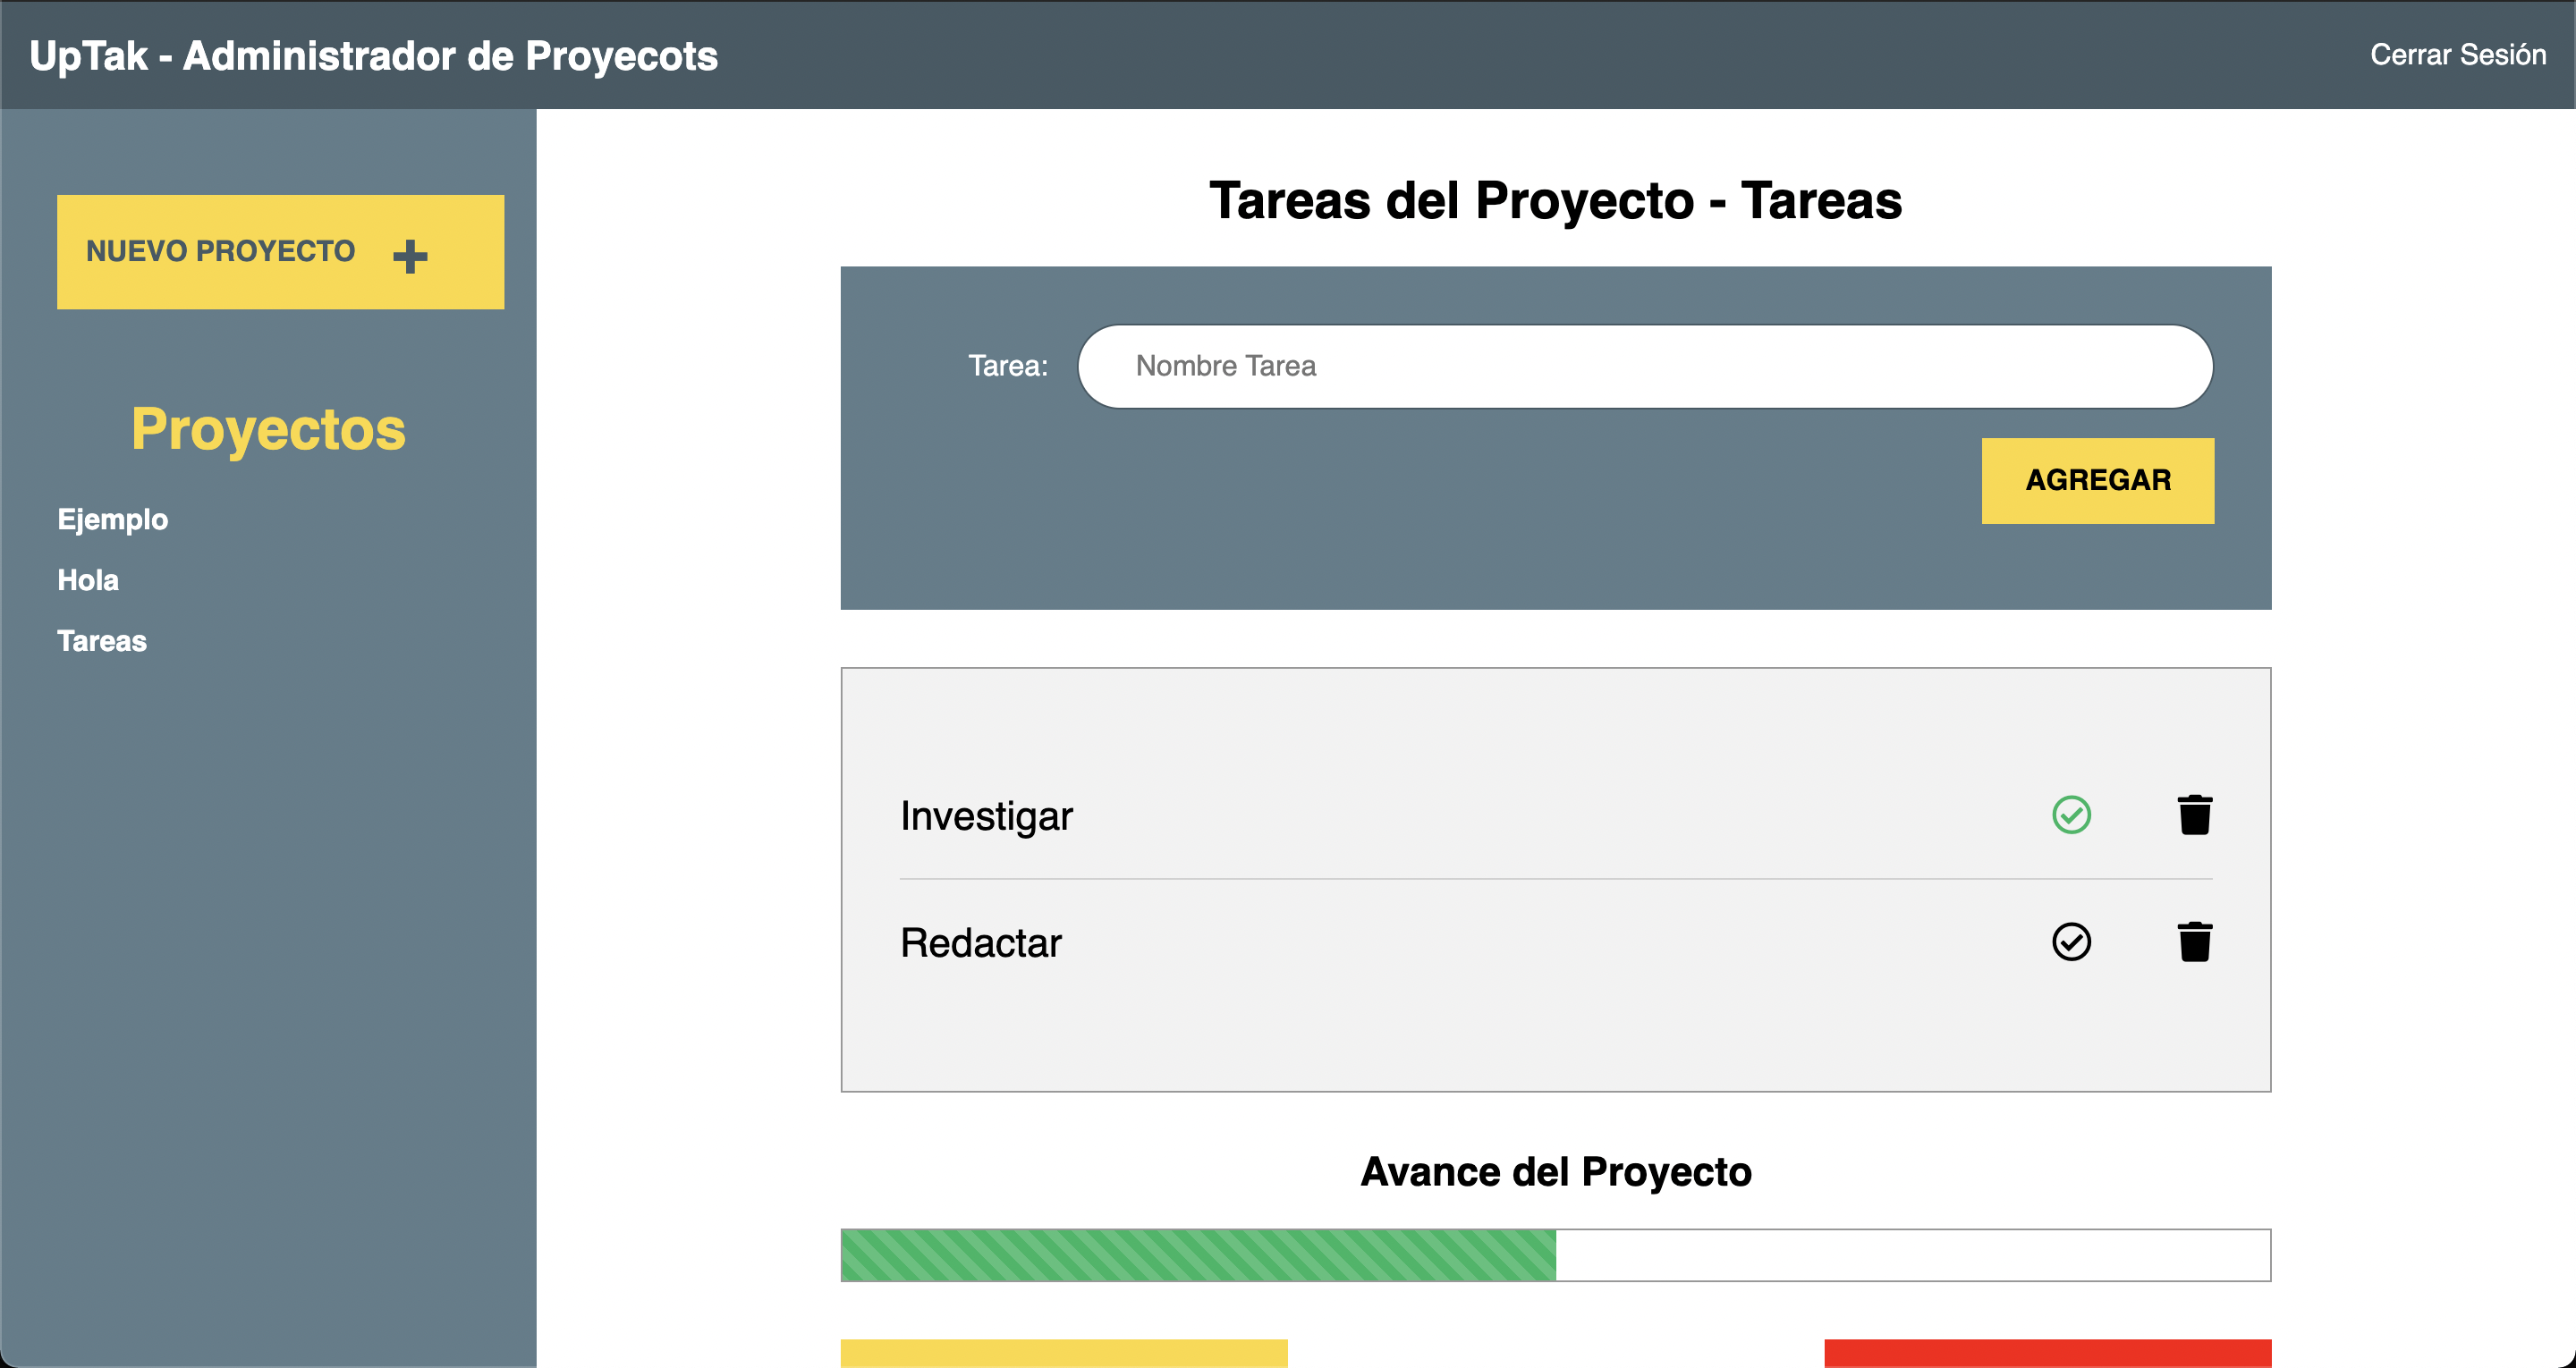 UpTak - Administrador de Proyecots
Cerrar Sesión
NUEVO PROYECTO
Proyectos
Ejemplo
Hola
Tareas
Tareas del Proyecto - Tareas
Tarea:
Nombre Tarea
AGREGAR
Investigar
Redactar
Avance del Proyecto